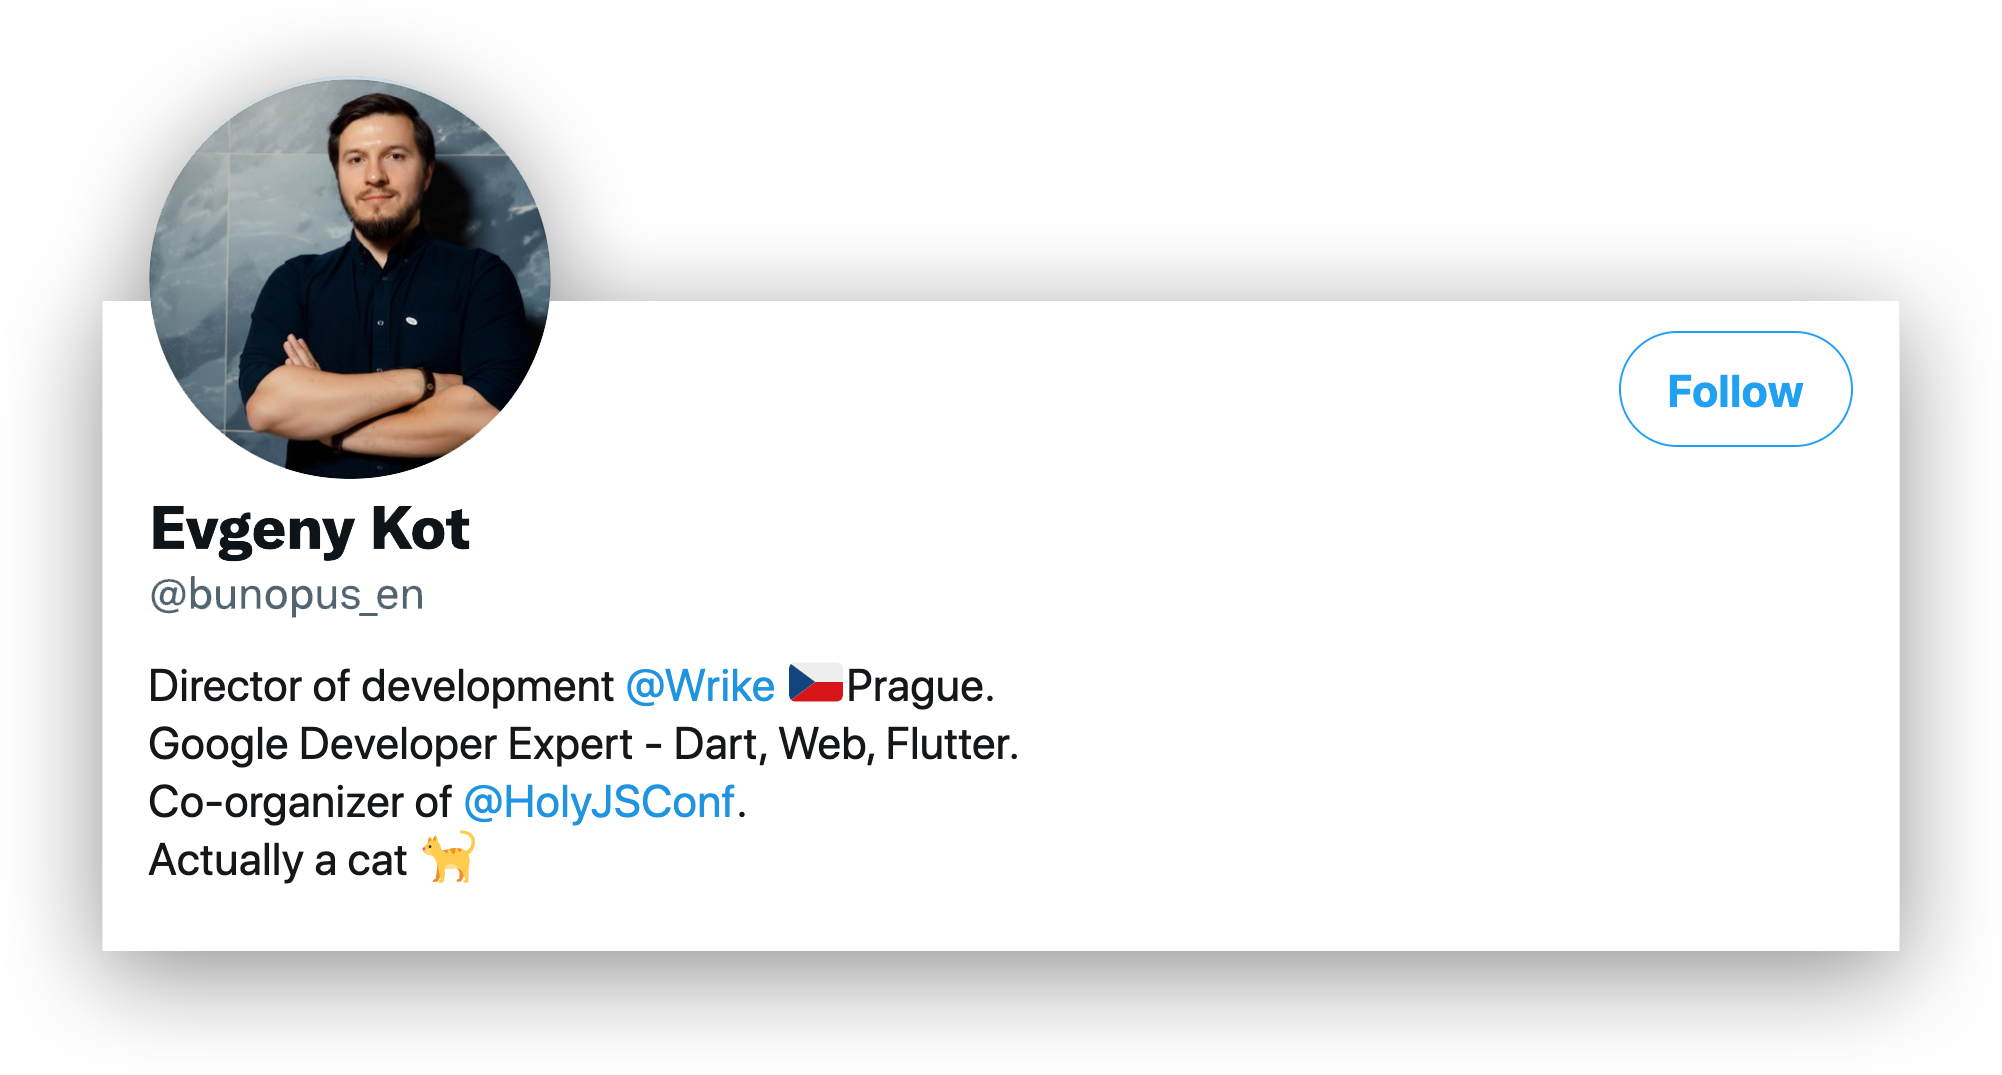 Follow
Evgeny Kot
@bunopus_en
Director of development @Wrike 🇨🇿Prague.
Google Developer Expert - Dart, Web, Flutter.
Co-organizer of @HolyJSConf.
Actually a cat 🐈